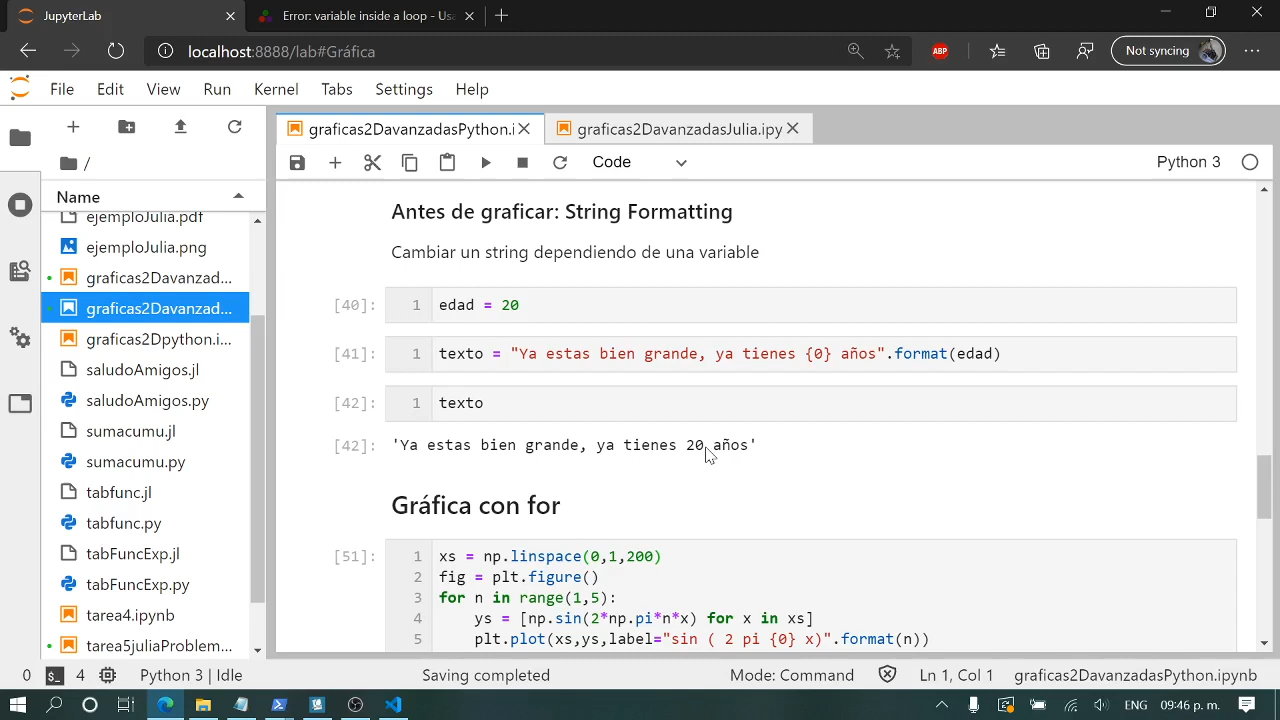 JupyterLab
Error: variable inside a loop - Usa
localhost:8888/lab#Gráfica
ABP
Not syncing
File Edit View Run Kernel Tabs Settings Help
graficas2DavanzadasPython.i
graficas2DavanzadasJulia.ipy
Code
Python 3
/
Name
ejemploJulia.pdf
ejemploJulia.png
graficas2Davanzad...
graficas2Davanzad...
graficas2Dpython.i...
saludoAmigos.jl
saludoAmigos.py
sumacumu.jl
sumacumu.py
tabfunc.jl
tabfunc.py
tabFuncExp.jl
tabFuncExp.py
tarea4.ipynb
tarea5juliaProblem...
Antes de graficar: String Formatting
Cambiar un string dependiendo de una variable
[40]: 1 edad = 20
[41]: 1 texto = "Ya estas bien grande, ya tienes {0} años".format(edad)
[42]: 1 texto
[42]: 'Ya estas bien grande, ya tienes 20 años'
Gráfica con for
[51]: 1 xs = np.linspace(0,1,200)
2 fig = plt.figure()
3 for n in range(1,5):
4 ys = [np.sin(2*np.pi*n*x) for x in xs]
5 plt.plot(xs,ys,label="sin ( 2 pi {0} x)".format(n))
0 4 Python 3 | Idle
Saving completed
Mode: Command
Ln 1, Col 1
graficas2DavanzadasPython.ipynb
ENG
09:46 p. m.